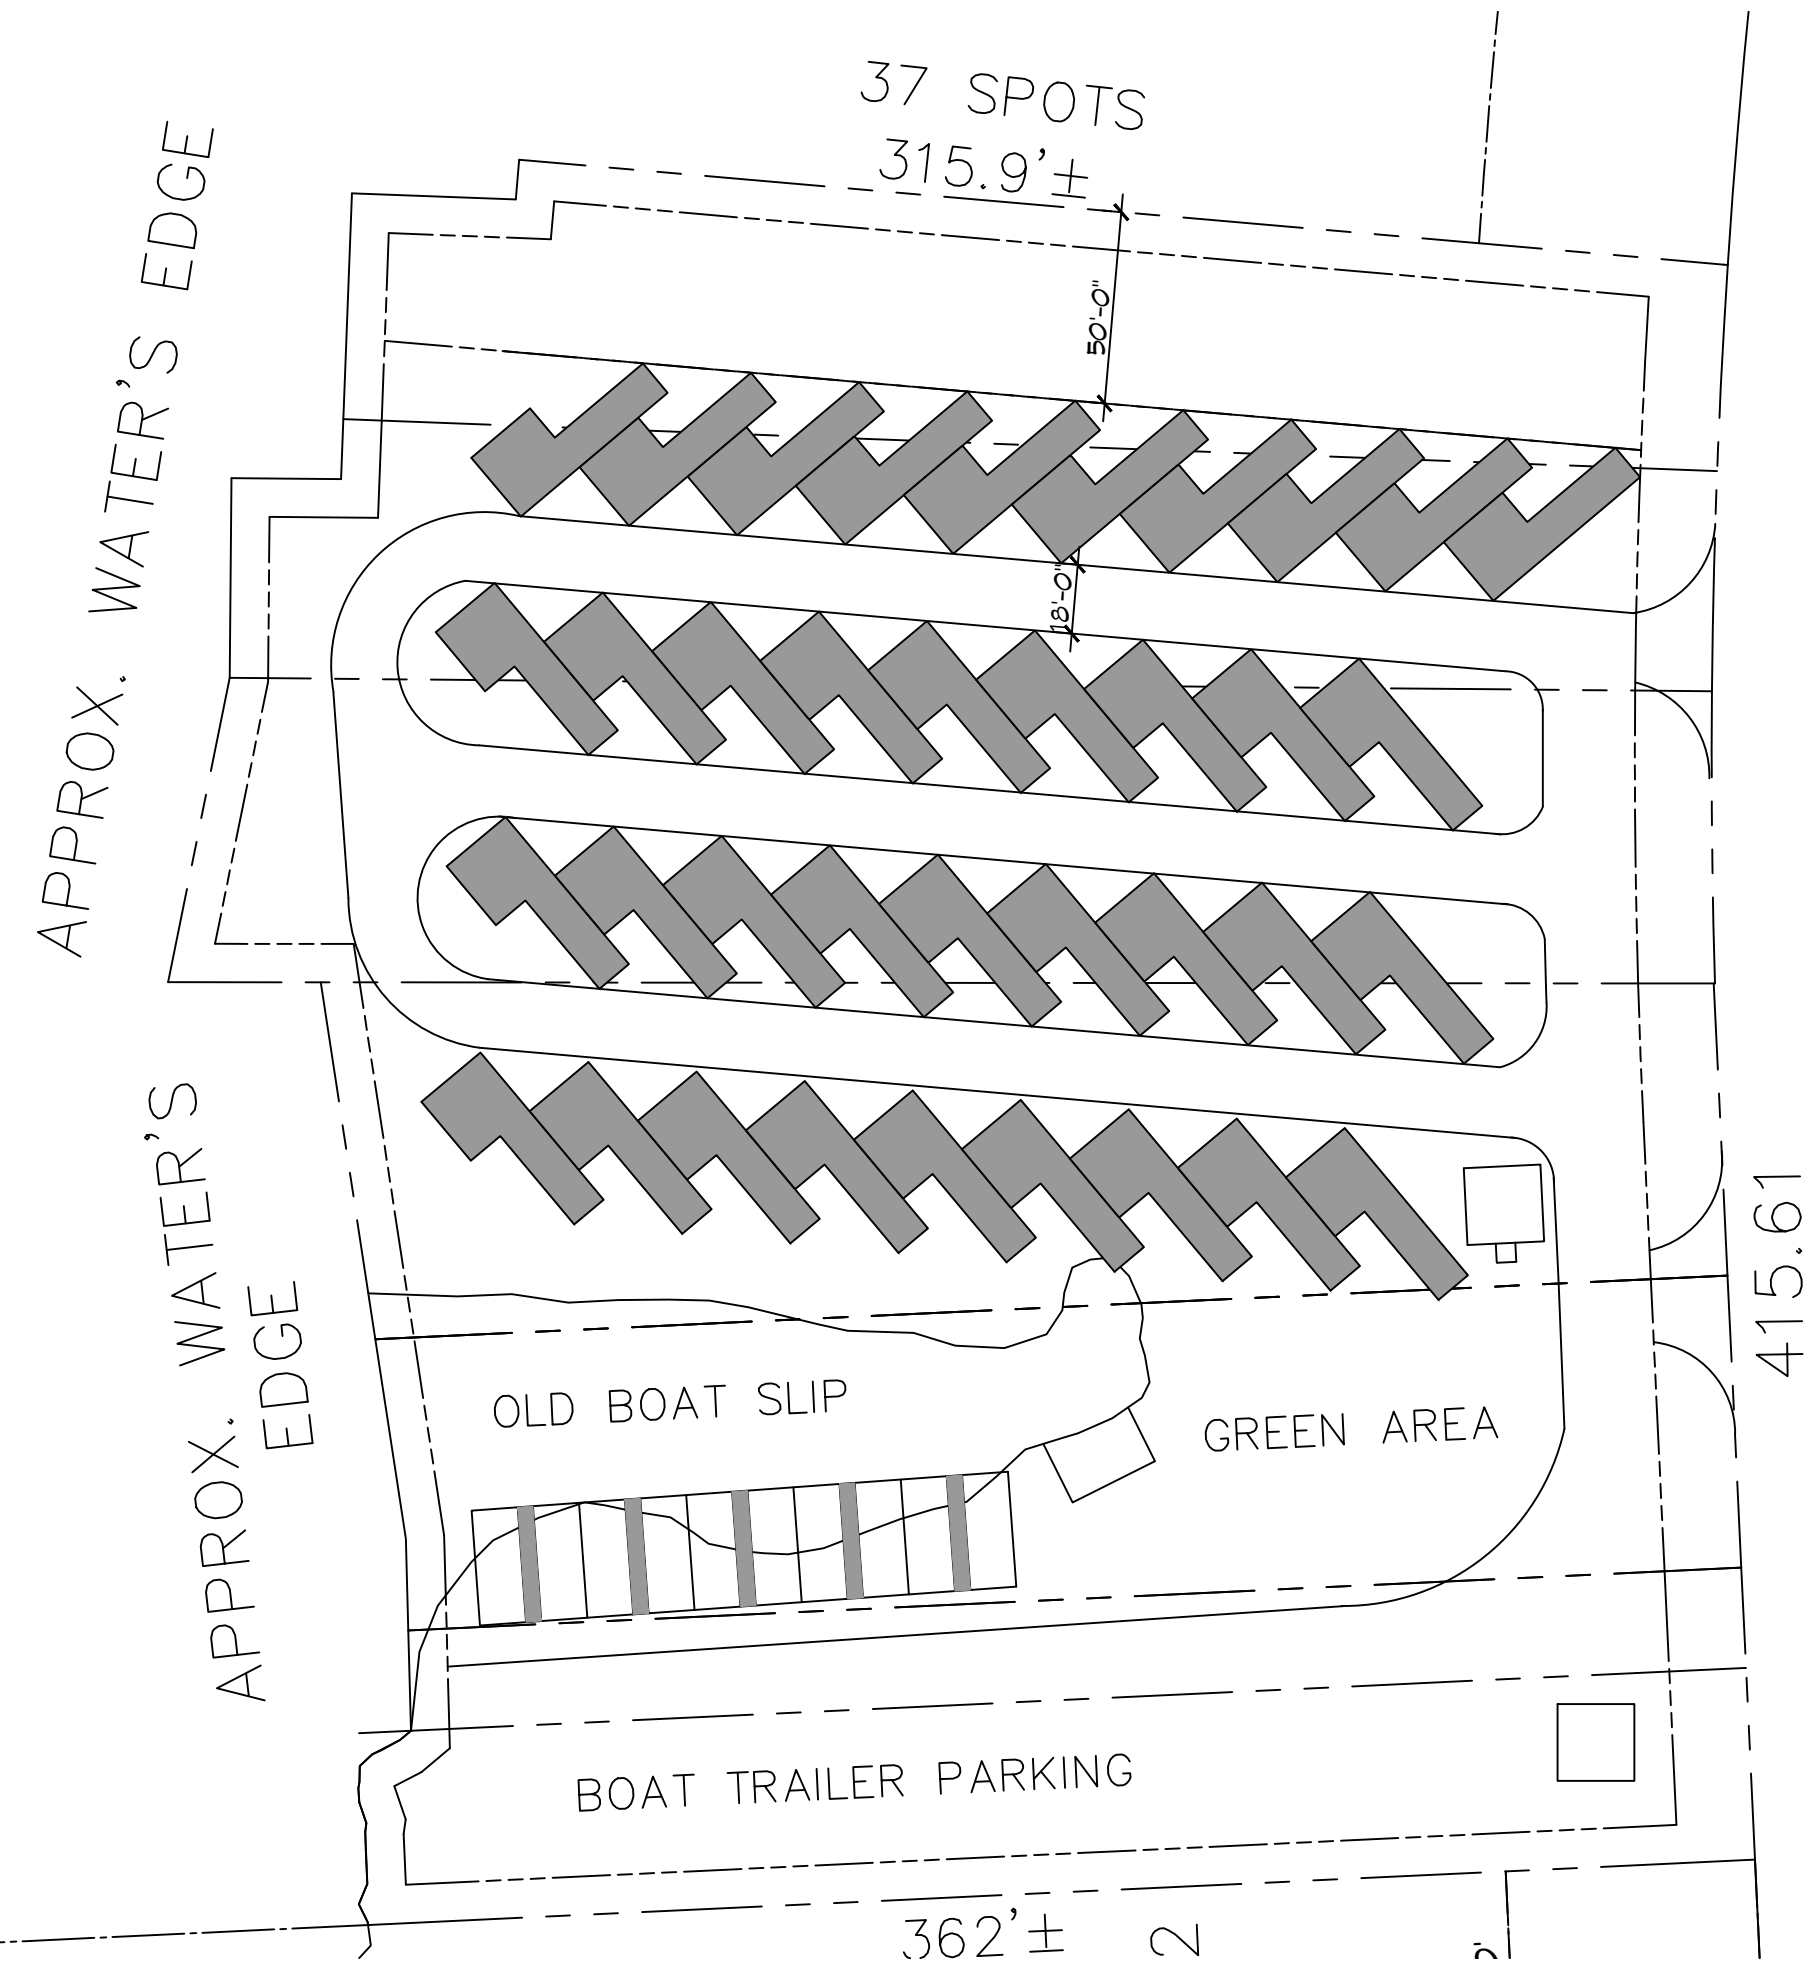 37 SPOTS
315.9'±
50'-0"
18'-0"
APPROX. WATER'S EDGE
APPROX. WATER'S
EDGE
415.61
OLD BOAT SLIP
GREEN AREA
BOAT TRAILER PARKING
362'±
2